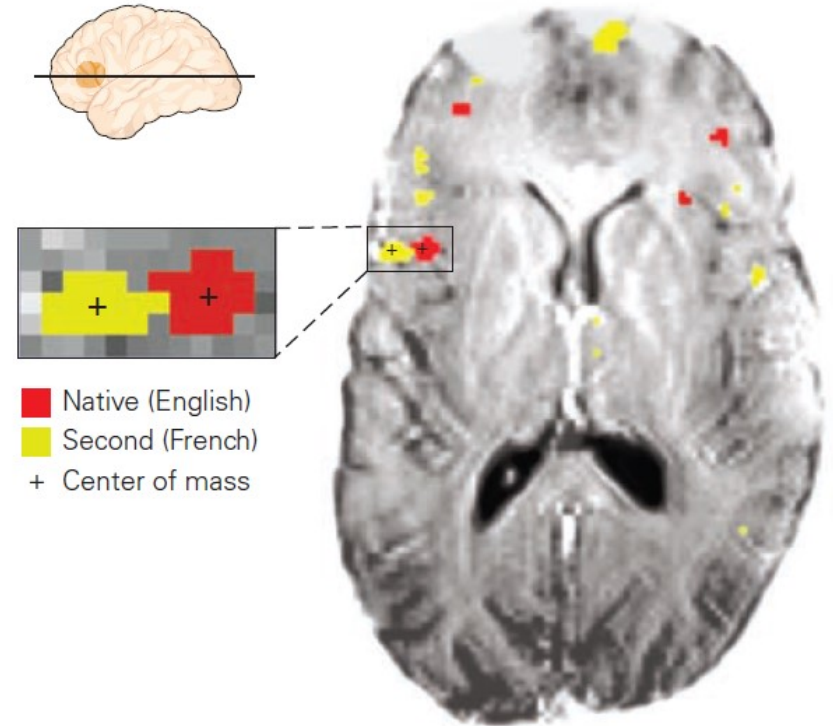 Native (English)
Second (French)
+ Center of mass